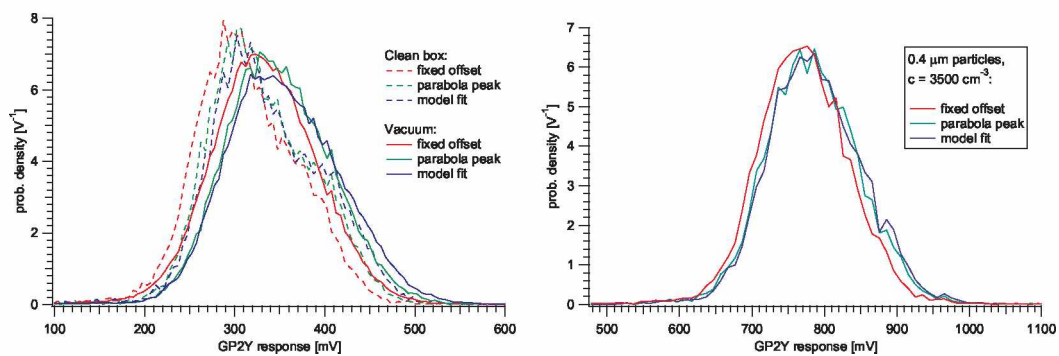 8
6
4
2
0
prob. density [V⁻¹]
100
200
300
400
500
600
GP2Y response [mV]
Clean box:
fixed offset
parabola peak
model fit
Vacuum:
fixed offset
parabola peak
model fit
7
6
5
4
3
2
1
0
prob. density [V⁻¹]
500
600
700
800
900
1000
1100
GP2Y response [mV]
0.4 µm particles,
c = 3500 cm⁻³:
fixed offset
parabola peak
model fit